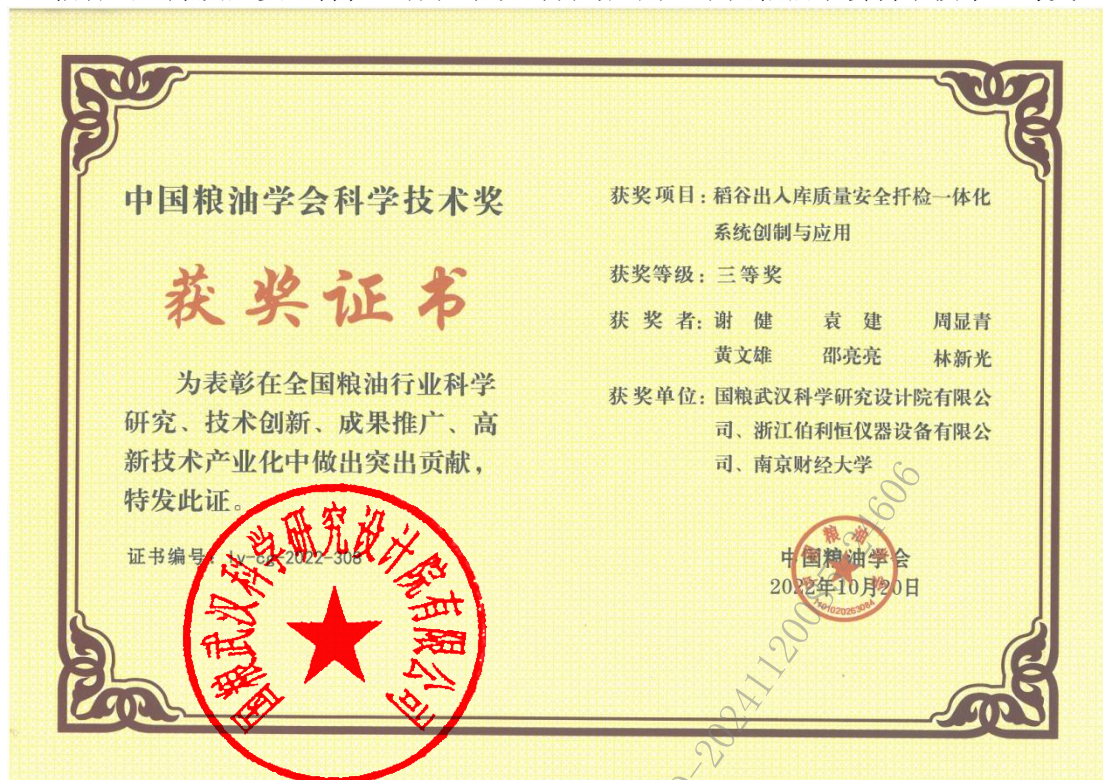 中国粮油学会科学技术奖
获奖证书
为表彰在全国粮油行业科学
研究、技术创新、成果推广、高
新技术产业化中做出突出贡献，
特发此证。
证书编号：ly-cg-2022-308
国粮武汉科学研究设计院有限公司
获奖项目：稻谷出入库质量安全扦检一体化
系统创制与应用
获奖等级：三等奖
获 奖 者：谢 健 袁 建 周显青
黄文雄 邵亮亮 林新光
获奖单位：国粮武汉科学研究设计院有限公
司、浙江伯利恒仪器设备有限公
司、南京财经大学
中国粮油学会
2022年10月20日